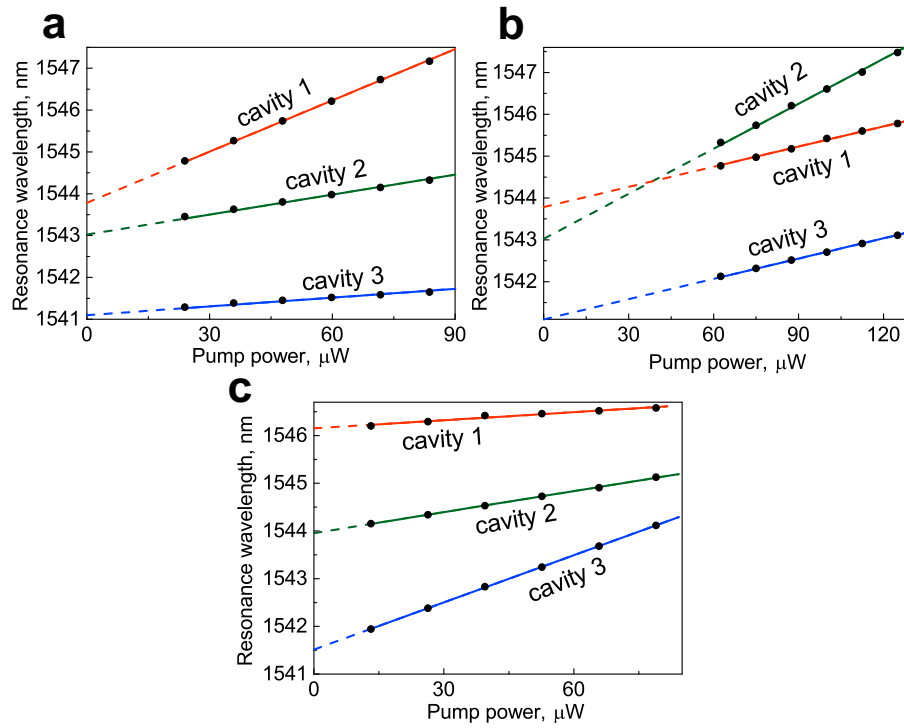 a
Resonance wavelength, nm
1547
1546
1545
1544
1543
1542
1541
cavity 1
cavity 2
cavity 3
0
30
60
90
Pump power, μW
b
Resonance wavelength, nm
1547
1546
1545
1544
1543
1542
cavity 2
cavity 1
cavity 3
0
30
60
90
120
Pump power, μW
c
Resonance wavelength, nm
1546
1545
1544
1543
1542
1541
cavity 1
cavity 2
cavity 3
0
30
60
Pump power, μW